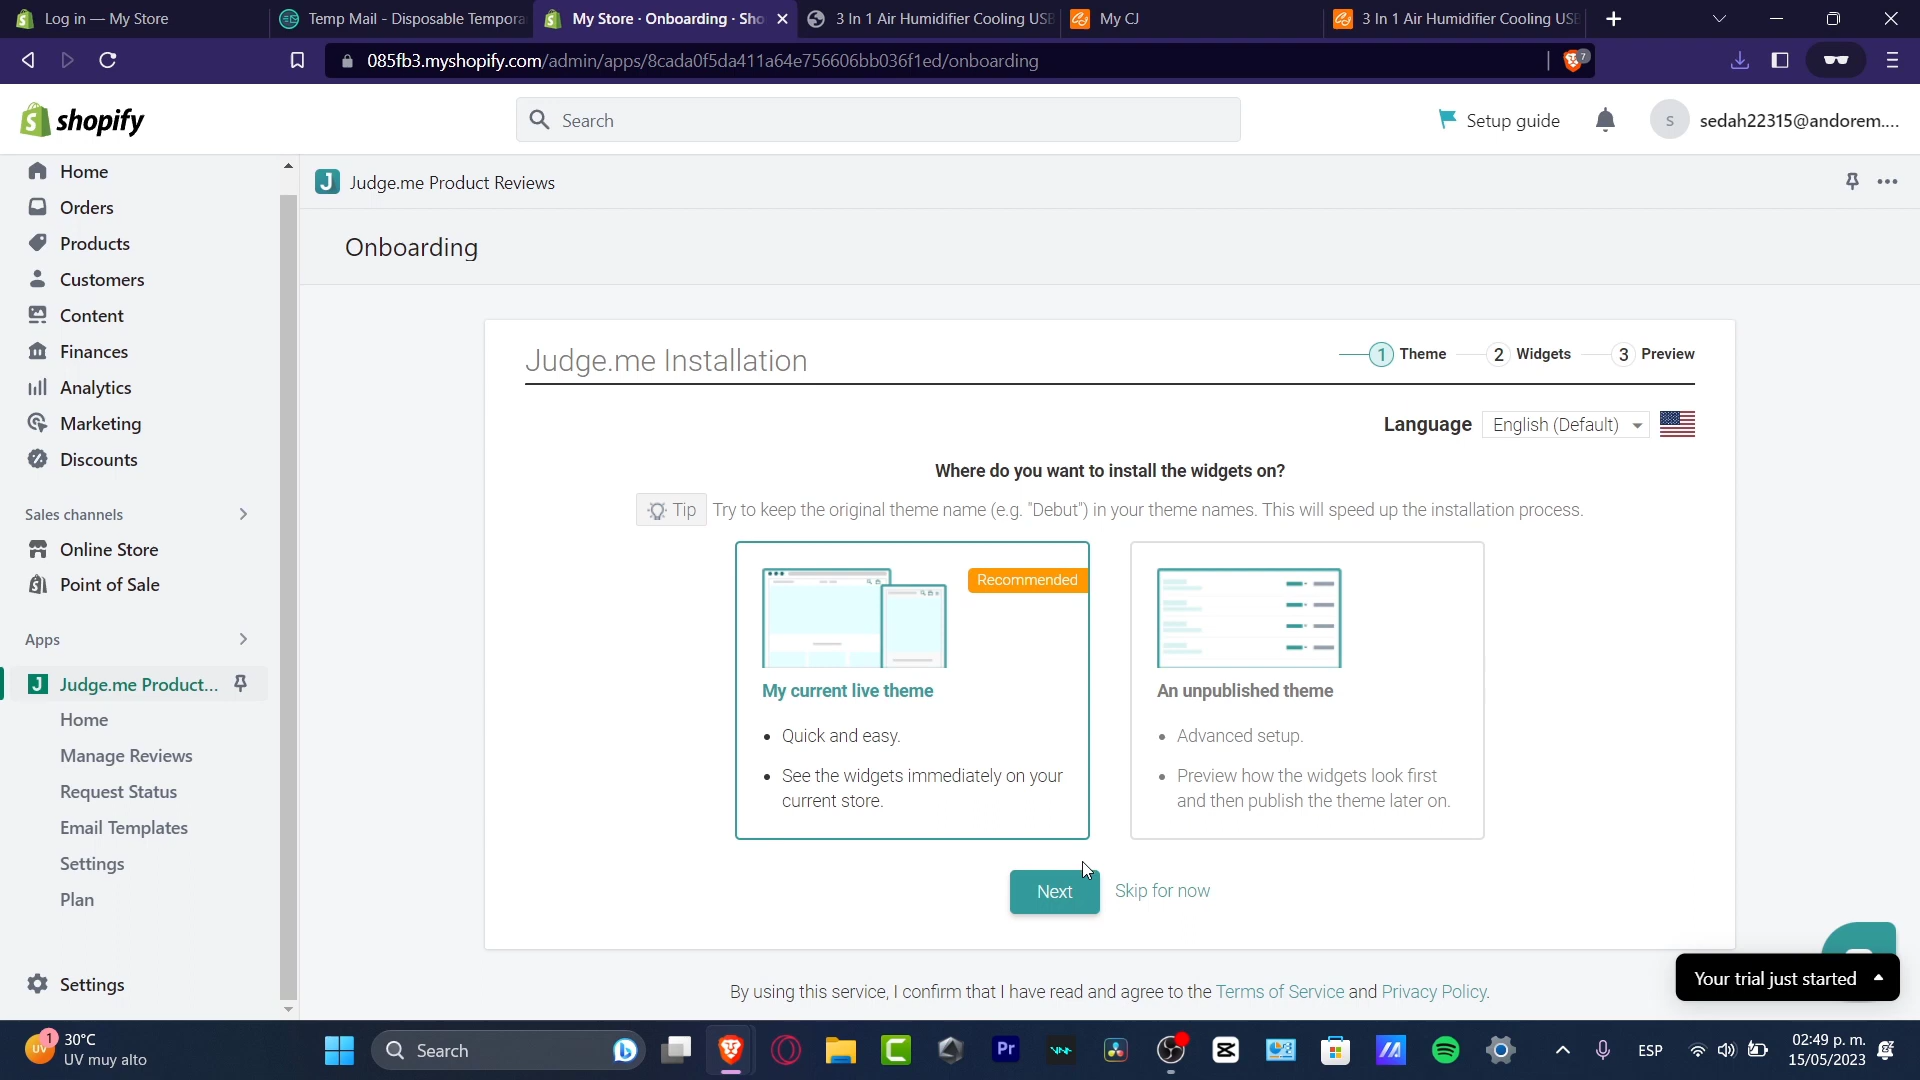 Log in — My Store
Temp Mail - Disposable Tempora
My Store · Onboarding · Sho
3 In 1 Air Humidifier Cooling USB
My CJ
3 In 1 Air Humidifier Cooling USB
085fb3.myshopify.com/admin/apps/8cada0f5da411a64e756606bb036f1ed/onboarding
7
shopify
Search
Setup guide
s
sedah22315@andorem....
Home
Orders
Products
Customers
Content
Finances
Analytics
Marketing
Discounts
Sales channels
Online Store
Point of Sale
Apps
J Judge.me Product...
Home
Manage Reviews
Request Status
Email Templates
Settings
Plan
Settings
J Judge.me Product Reviews
Onboarding
Judge.me Installation
1 Theme
2 Widgets
3 Preview
Language English (Default)
Where do you want to install the widgets on?
Tip Try to keep the original theme name (e.g. "Debut") in your theme names. This will speed up the installation process.
Recommended
My current live theme
• Quick and easy.
• See the widgets immediately on your
current store.
An unpublished theme
• Advanced setup.
• Preview how the widgets look first
and then publish the theme later on.
Next
Skip for now
By using this service, I confirm that I have read and agree to the Terms of Service and Privacy Policy.
Your trial just started
UV
1
30°C
UV muy alto
Search
Pr
ESP
02:49 p. m.
15/05/2023